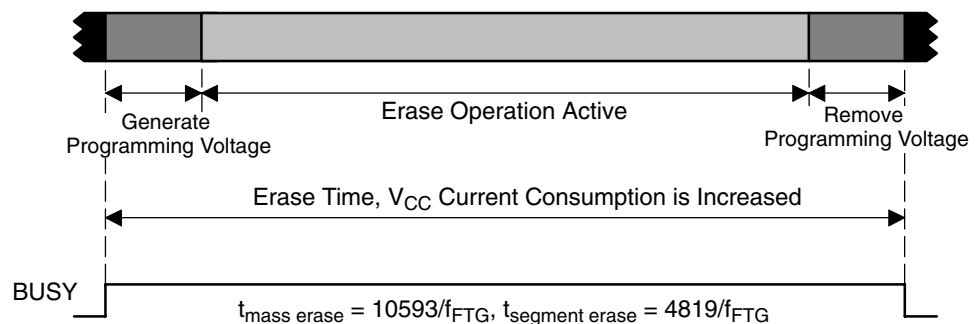 Erase Operation Active
Generate
Programming Voltage
Remove
Programming Voltage
Erase Time, VCC Current Consumption is Increased
BUSY
tmass erase = 10593/fFTG, tsegment erase = 4819/fFTG